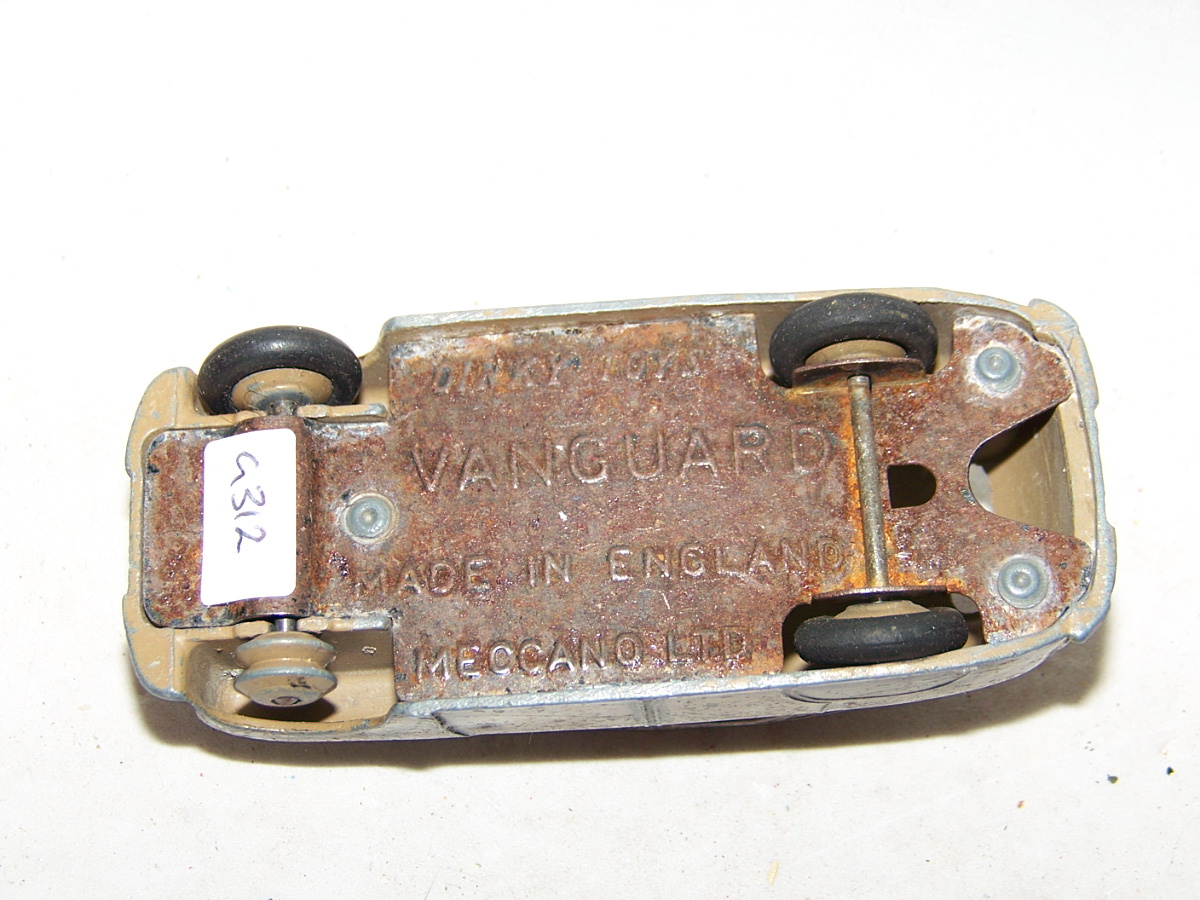 DINKY TOYS
VANGUARD
MADE IN ENGLAND
MECCANO LTD
G312